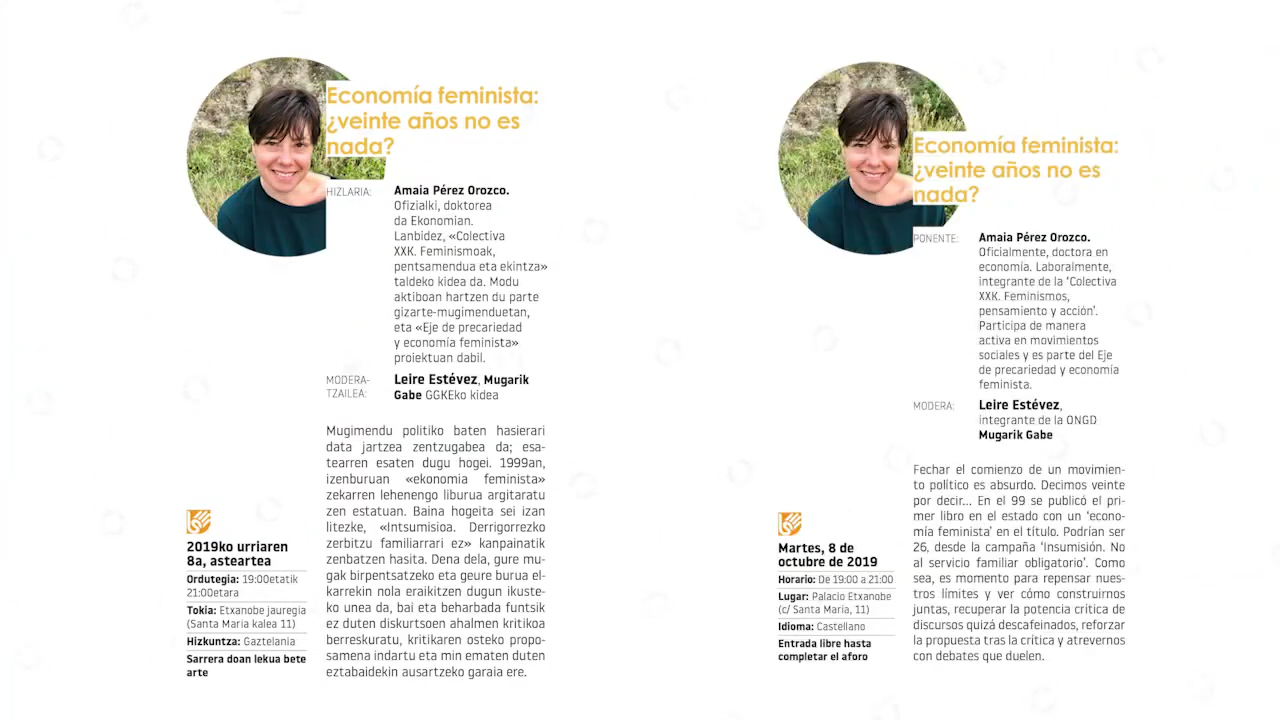 Economía feminista:
¿veinte años no es
nada?
HIZLARIA:
Amaia Pérez Orozco.
Ofizialki, doktorea
da Ekonomian.
Lanbidez, «Colectiva
XXK. Feminismoak,
pentsamendua eta ekintza»
taldeko kidea da. Modu
aktiboan hartzen du parte
gizarte-mugimenduetan,
eta «Eje de precariedad
y economía feminista»
proiektuan dabil.
MODERA-
TZAILEA:
Leire Estévez, Mugarik
Gabe GGKEko kidea
Mugimendu politiko baten hasierari
data jartzea zentzugabea da; esa-
tearren esaten dugu hogei. 1999an,
izenburuan «ekonomia feminista»
zekarren lehenengo liburua argitaratu
zen estatuan. Baina hogeita sei izan
litezke, «Intsumisioa. Derrigorrezko
zerbitzu familiarrari ez» kanpainatik
zenbatzen hasita. Dena dela, gure mu-
gak birpentsatzeko eta geure burua el-
karrekin nola eraikitzen dugun ikuste-
ko unea da, bai eta beharbada funtsik
ez duten diskurtsoen ahalmen kritikoa
berreskuratu, kritikaren osteko propo-
samena indartu eta min ematen duten
eztabaidekin ausartzeko garaia ere.
2019ko urriaren
8a, asteartea
Ordutegia: 19:00etatik
21:00etara
Tokia: Etxanobe jauregia
(Santa Maria kalea 11)
Hizkuntza: Gaztelania
Sarrera doan lekua bete
arte
Economía feminista:
¿veinte años no es
nada?
PONENTE:
Amaia Pérez Orozco.
Oficialmente, doctora en
economía. Laboralmente,
integrante de la ‘Colectiva
XXK. Feminismos,
pensamiento y acción’.
Participa de manera
activa en movimientos
sociales y es parte del Eje
de precariedad y economía
feminista.
MODERA:
Leire Estévez,
integrante de la ONGD
Mugarik Gabe
Fechar el comienzo de un movimien-
to político es absurdo. Decimos veinte
por decir... En el 99 se publicó el pri-
mer libro en el estado con un ‘econo-
mía feminista’ en el título. Podrían ser
26, desde la campaña ‘Insumisión. No
al servicio familiar obligatorio’. Como
sea, es momento para repensar nues-
tros límites y ver cómo construirnos
juntas, recuperar la potencia crítica de
discursos quizá descafeinados, reforzar
la propuesta tras la crítica y atrevernos
con debates que duelen.
Martes, 8 de
octubre de 2019
Horario: De 19:00 a 21:00
Lugar: Palacio Etxanobe
(c/ Santa Maria, 11)
Idioma: Castellano
Entrada libre hasta
completar el aforo